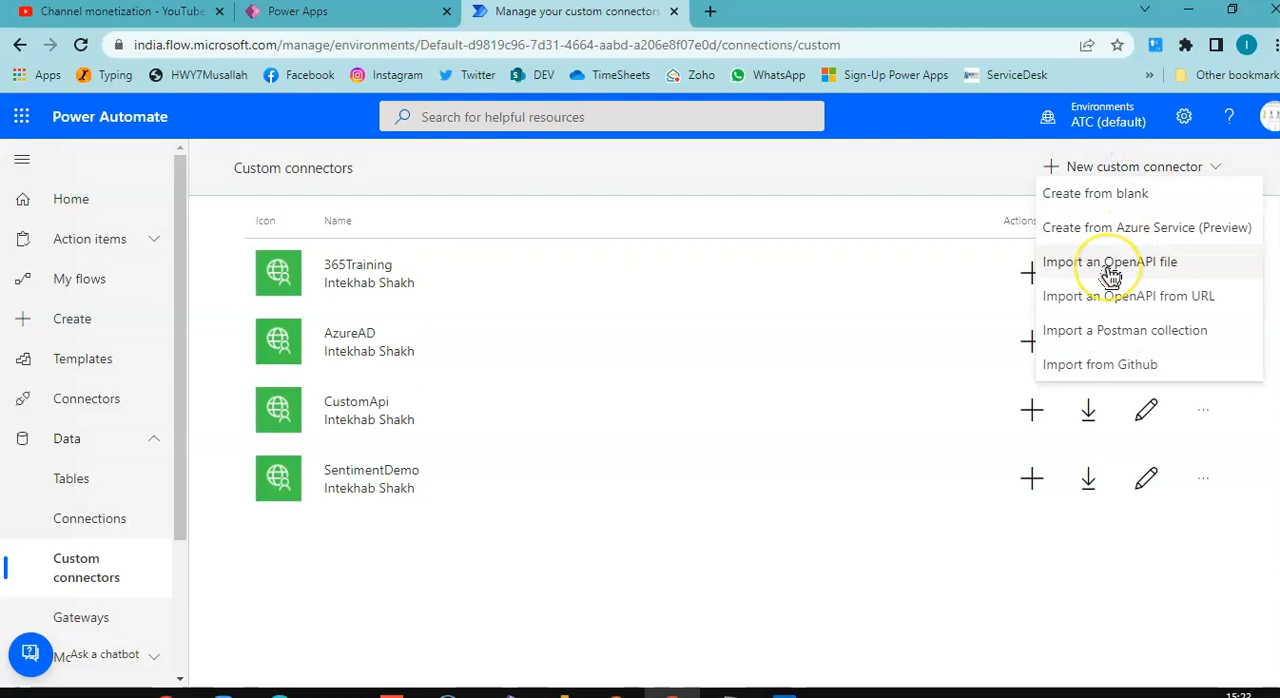 Channel monetization - YouTube
Power Apps
Manage your custom connectors
india.flow.microsoft.com/manage/environments/Default-d9819c96-7d31-4664-aabd-a206e8f07e0d/connections/custom
I
Apps
Typing
HWY7Musallah
Facebook
Instagram
Twitter
DEV
TimeSheets
Zoho
WhatsApp
Sign-Up Power Apps
ServiceDesk
»
Other bookmark
Power Automate
Search for helpful resources
Environments
ATC (default)
?
Custom connectors
New custom connector
Home
Action items
My flows
Create
Templates
Connectors
Data
Tables
Connections
Custom
connectors
Gateways
Ask a chatbot
Icon
Name
Actions
365Training
Intekhab Shakh
AzureAD
Intekhab Shakh
CustomApi
Intekhab Shakh
SentimentDemo
Intekhab Shakh
Create from blank
Create from Azure Service (Preview)
Import an OpenAPI file
Import an OpenAPI from URL
Import a Postman collection
Import from Github